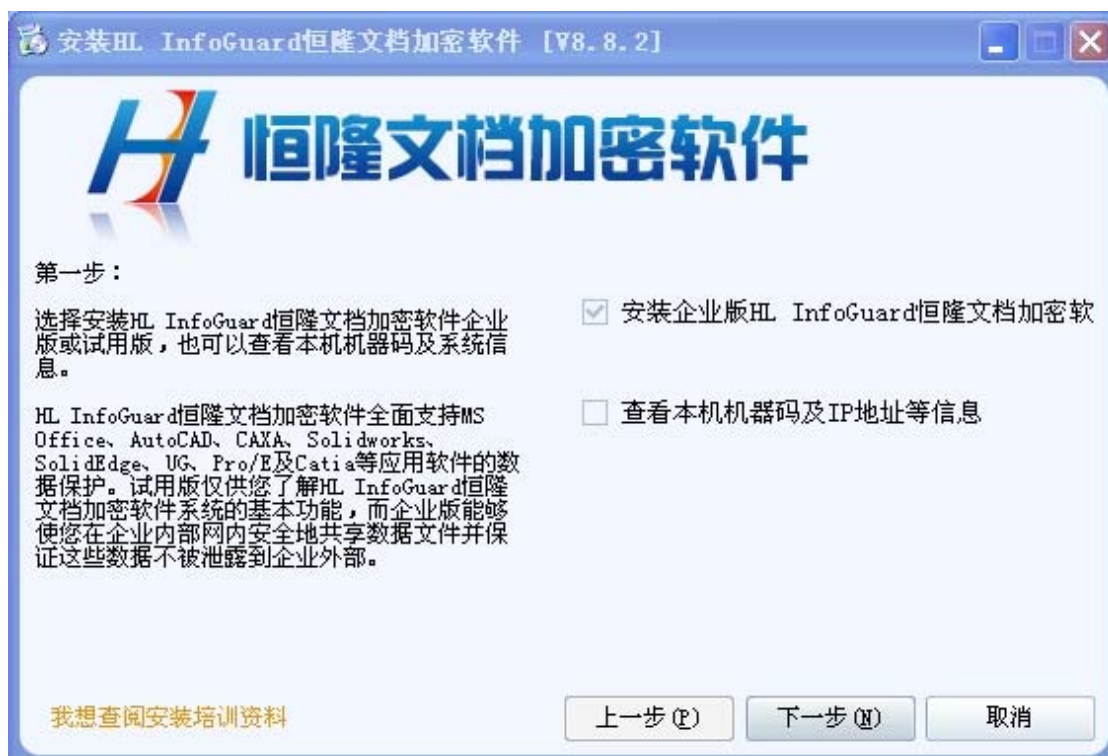 安装HL InfoGuard恒隆文档加密软件 [V8.8.2]
恒隆文档加密软件
第一步：
选择安装HL InfoGuard恒隆文档加密软件企业
版或试用版，也可以查看本机机器码及系统信
息。
HL InfoGuard恒隆文档加密软件全面支持MS
Office、AutoCAD、CAXA、Solidworks、
SolidEdge、UG、Pro/E及Catia等应用软件的数
据保护。试用版仅供您了解HL InfoGuard恒隆
文档加密软件系统的基本功能，而企业版能够
使您在企业内部网内安全地共享数据文件并保
证这些数据不被泄露到企业外部。
安装企业版HL InfoGuard恒隆文档加密软
查看本机机器码及IP地址等信息
我想查阅安装培训资料
上一步(P)
下一步(N)
取消